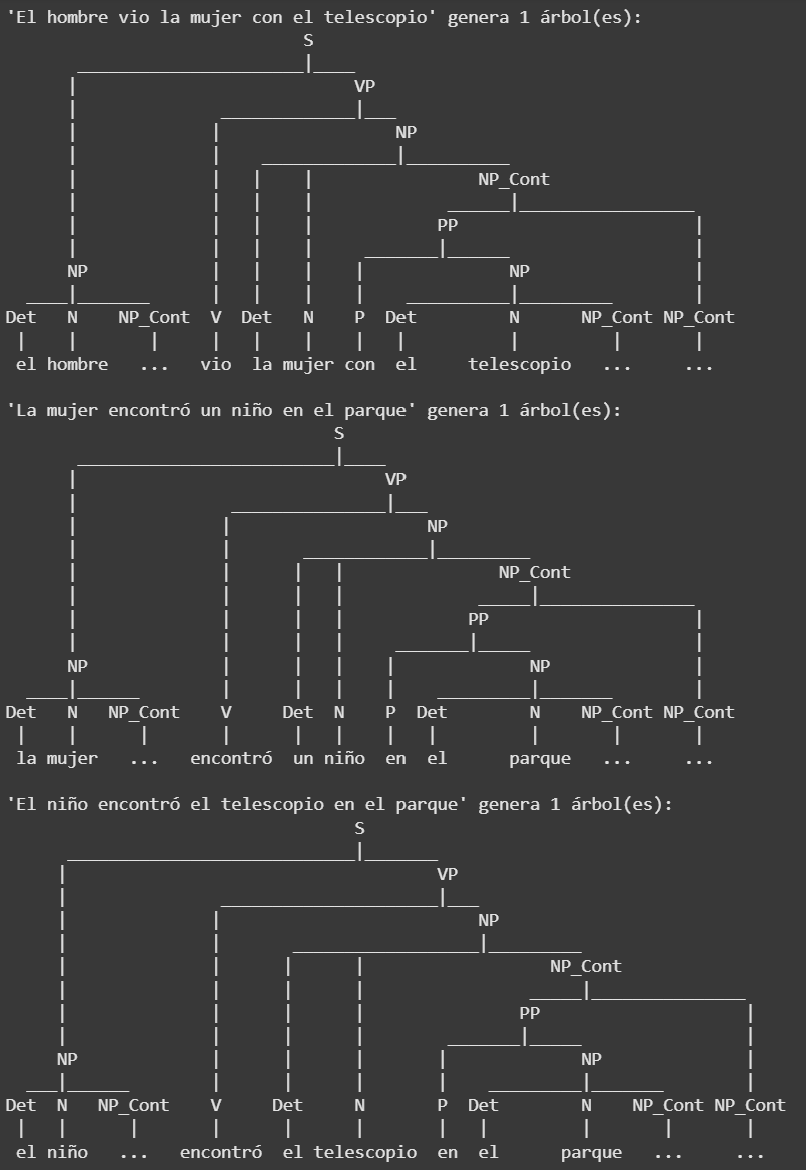 'El hombre vio la mujer con el telescopio' genera 1 árbol(es):
S
VP
NP
NP_Cont
PP
NP NP
Det N NP_Cont V Det N P Det N NP_Cont NP_Cont
el hombre ... vio la mujer con el telescopio ... ...
'La mujer encontró un niño en el parque' genera 1 árbol(es):
S
VP
NP
NP_Cont
PP
NP NP
Det N NP_Cont V Det N P Det N NP_Cont NP_Cont
la mujer ... encontró un niño en el parque ... ...
'El niño encontró el telescopio en el parque' genera 1 árbol(es):
S
VP
NP
NP_Cont
PP
NP NP
Det N NP_Cont V Det N P Det N NP_Cont NP_Cont
el niño ... encontró el telescopio en el parque ... ...